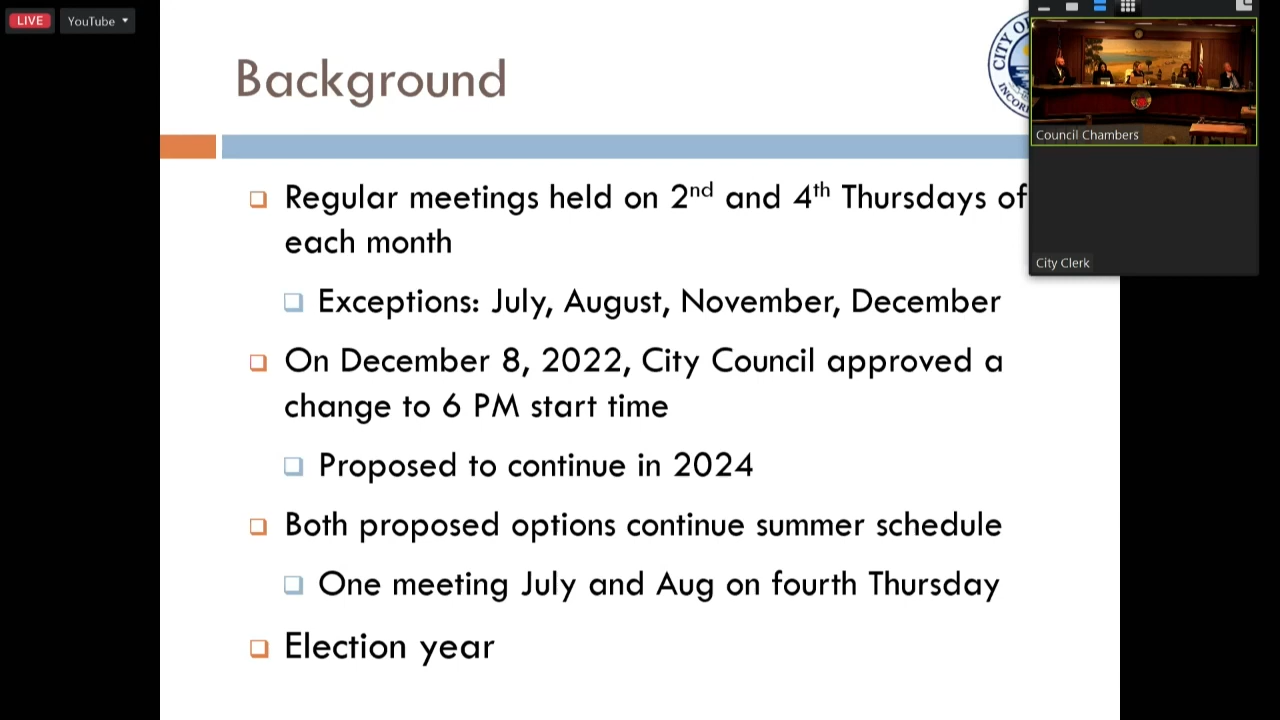 LIVE
YouTube
Background
CITY OF
INCOR
Council Chambers
City Clerk
Regular meetings held on 2nd and 4th Thursdays of
each month
Exceptions: July, August, November, December
On December 8, 2022, City Council approved a
change to 6 PM start time
Proposed to continue in 2024
Both proposed options continue summer schedule
One meeting July and Aug on fourth Thursday
Election year